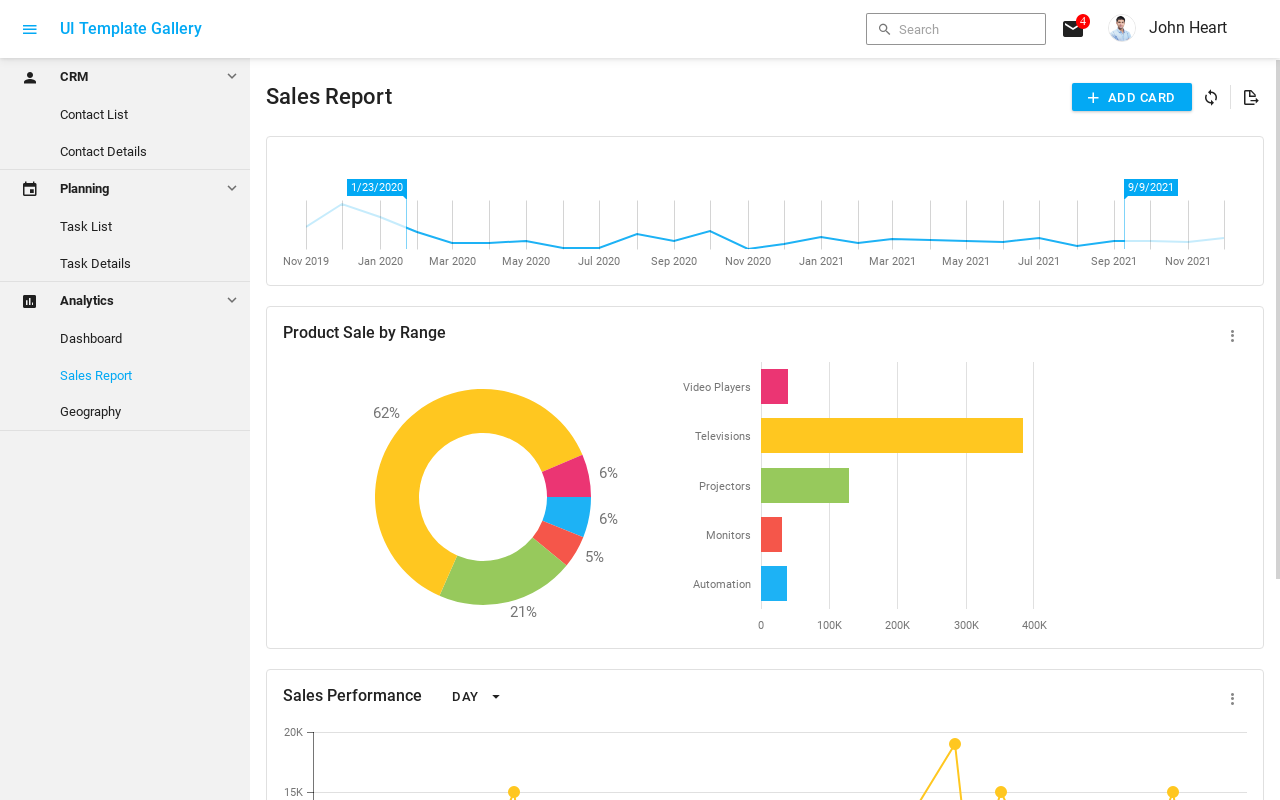 UI Template Gallery
Search
4
John Heart
CRM
Contact List
Contact Details
Planning
Task List
Task Details
Analytics
Dashboard
Sales Report
Geography
Sales Report
ADD CARD
1/23/2020
9/9/2021
Nov 2019 Jan 2020 Mar 2020 May 2020 Jul 2020 Sep 2020 Nov 2020 Jan 2021 Mar 2021 May 2021 Jul 2021 Sep 2021 Nov 2021
Product Sale by Range
62%
6%
6%
5%
21%
Video Players
Televisions
Projectors
Monitors
Automation
0 100K 200K 300K 400K
Sales Performance
DAY
20K
15K